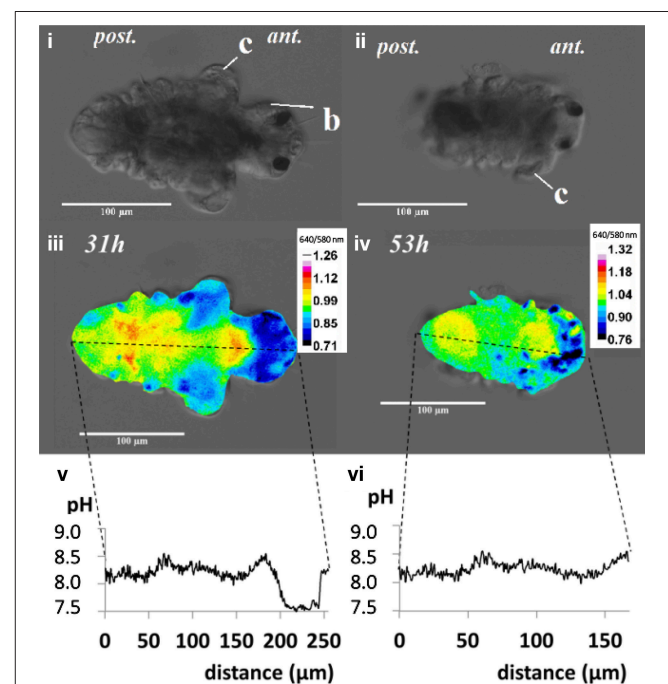 i post. c ant. b
100 µm
ii post. ant. c
100 µm
iii 31h
640/580 nm
1.26
1.12
0.99
0.85
0.71
100 µm
iv 53h
640/580 nm
1.32
1.18
1.04
0.90
0.76
100 µm
v
pH
9.0
8.5
8.0
7.5
0 50 100 150 200 250
distance (µm)
vi
pH
9.0
8.5
8.0
7.5
0 50 100 150
distance (µm)